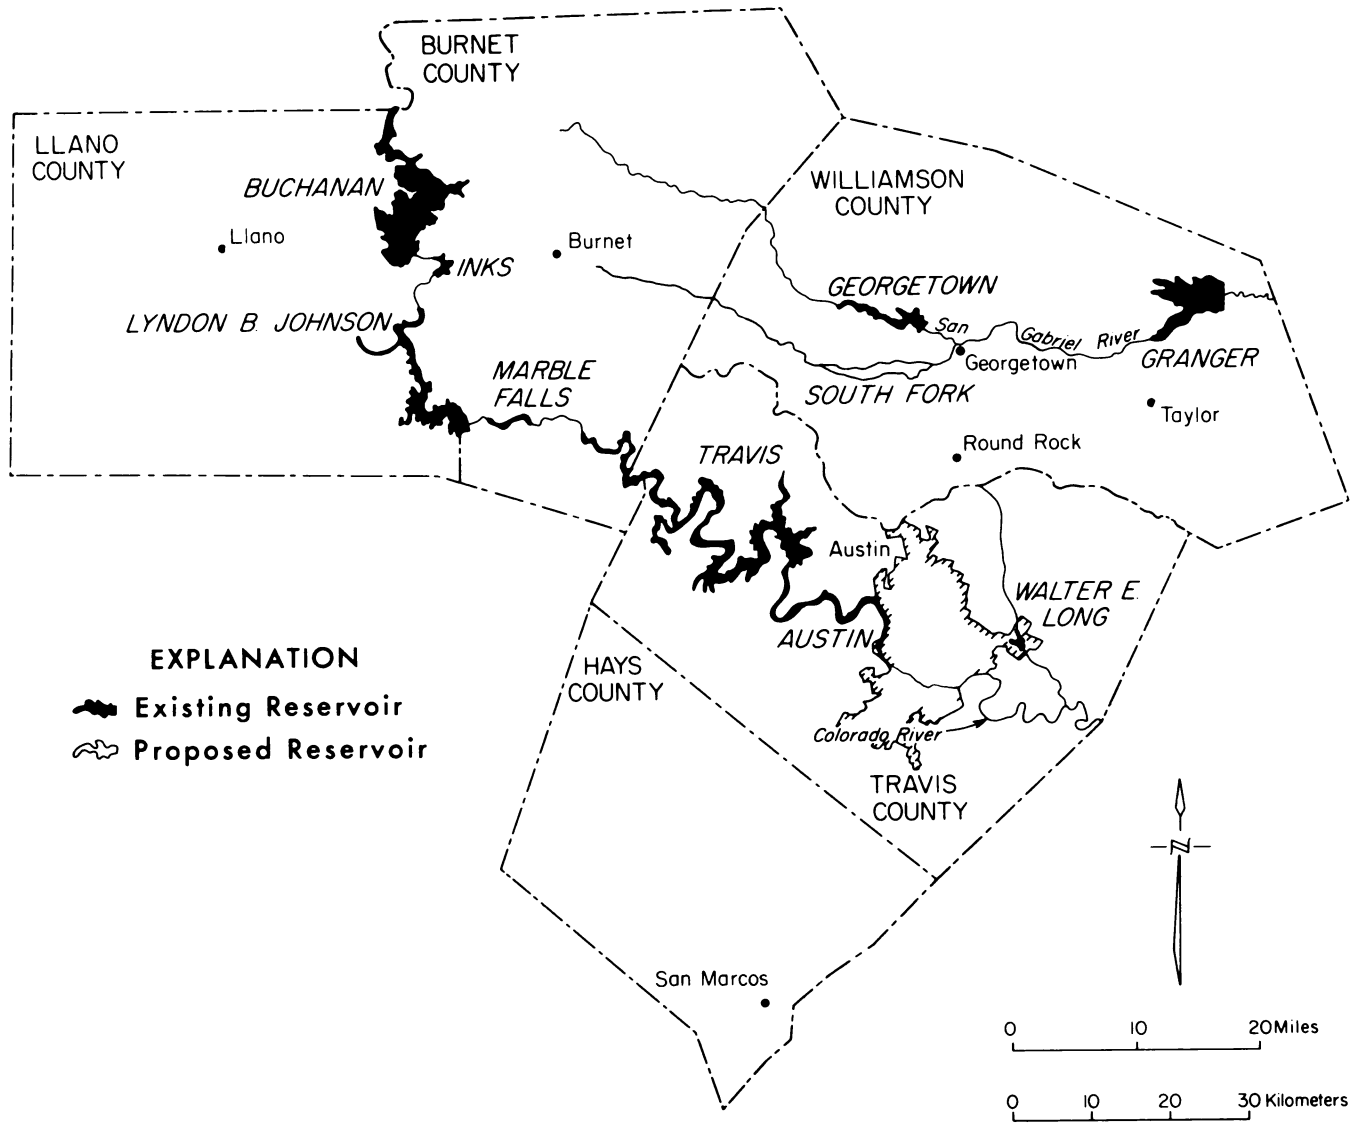 BURNET
COUNTY
LLANO
COUNTY
BUCHANAN
WILLIAMSON
COUNTY
Llano
Burnet
INKS
GEORGETOWN
LYNDON B. JOHNSON
San
Gabriel River
Georgetown
GRANGER
MARBLE
FALLS
SOUTH FORK
Taylor
Round Rock
TRAVIS
Austin
WALTER E.
LONG
AUSTIN
HAYS
COUNTY
EXPLANATION
Existing Reservoir
Proposed Reservoir
Colorado River
TRAVIS
COUNTY
N
San Marcos
0 10 20 Miles
0 10 20 30 Kilometers